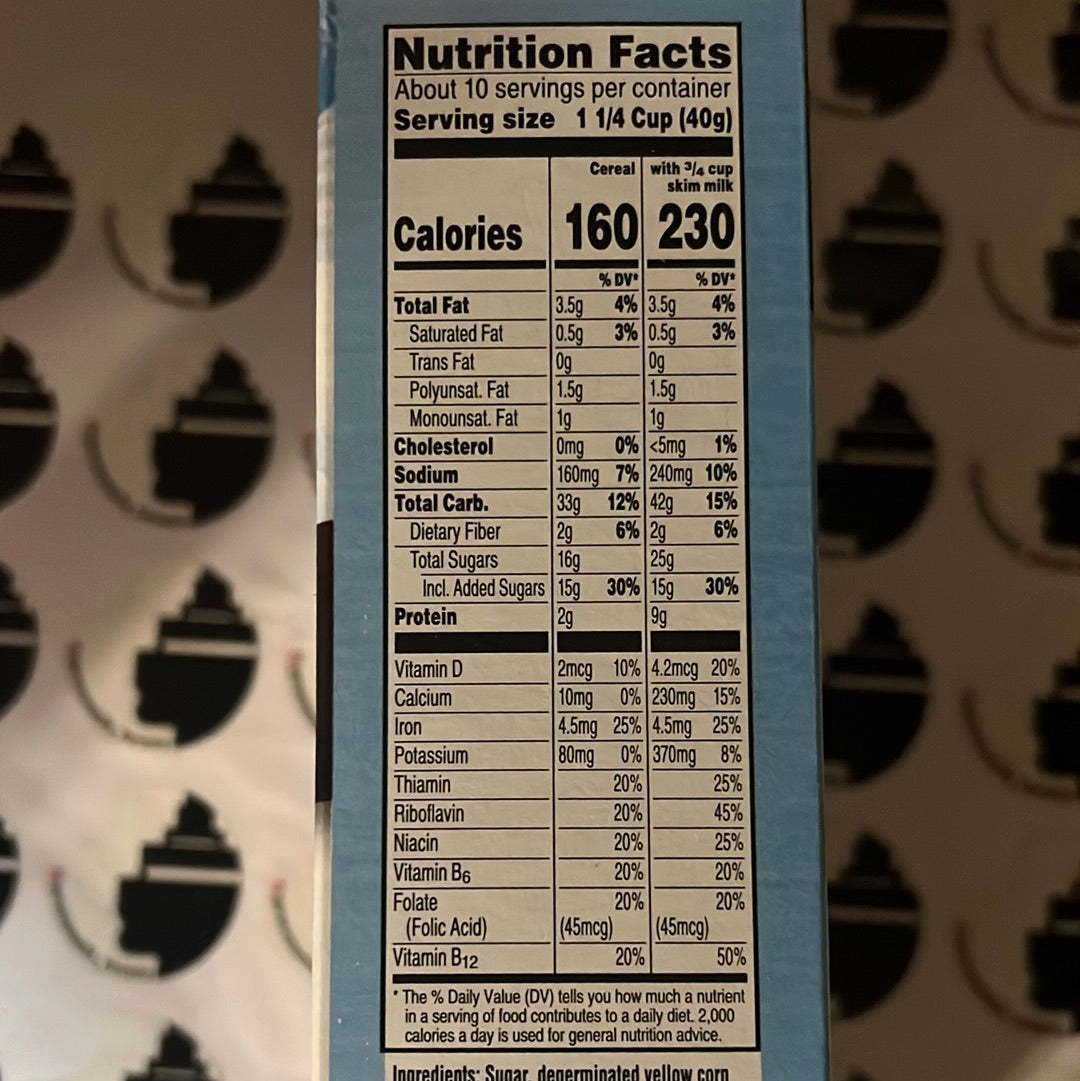 Nutrition Facts
About 10 servings per container
Serving size 1 1/4 Cup (40g)
Cereal with 3/4 cup
skim milk
Calories 160 230
% DV* % DV*
Total Fat 3.5g 4% 3.5g 4%
Saturated Fat 0.5g 3% 0.5g 3%
Trans Fat 0g 0g
Polyunsat. Fat 1.5g 1.5g
Monounsat. Fat 1g 1g
Cholesterol 0mg 0% <5mg 1%
Sodium 160mg 7% 240mg 10%
Total Carb. 33g 12% 42g 15%
Dietary Fiber 2g 6% 2g 6%
Total Sugars 16g 25g
Incl. Added Sugars 15g 30% 15g 30%
Protein 2g 9g
Vitamin D 2mcg 10% 4.2mcg 20%
Calcium 10mg 0% 230mg 15%
Iron 4.5mg 25% 4.5mg 25%
Potassium 80mg 0% 370mg 8%
Thiamin 20% 25%
Riboflavin 20% 45%
Niacin 20% 25%
Vitamin B6 20% 20%
Folate 20% 20%
(Folic Acid) (45mcg) (45mcg)
Vitamin B12 20% 50%
* The % Daily Value (DV) tells you how much a nutrient
in a serving of food contributes to a daily diet. 2,000
calories a day is used for general nutrition advice.
Ingredients: Sugar, degerminated yellow corn